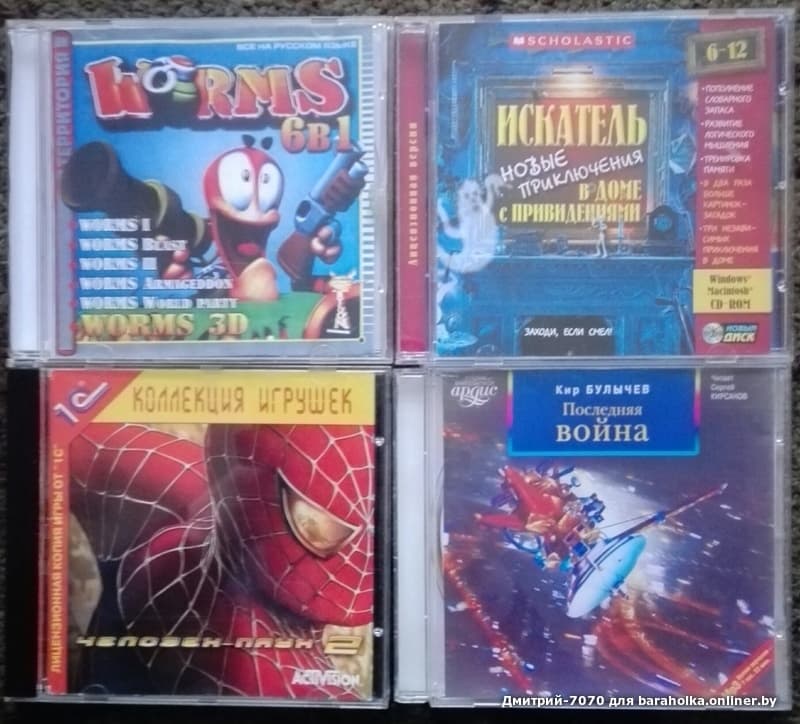 ТЕРРИТОРИЯ
ВСЕ НА РУССКОМ ЯЗЫКЕ
WORMS
6 В 1
WORMS I
WORMS BLAST
WORMS II
WORMS ARMAGEDDON
WORMS WORLD PARTY
WORMS 3D
Лицензионная версия
SCHOLASTIC
6-12
ИСКАТЕЛЬ
НОВЫЕ
ПРИКЛЮЧЕНИЯ
В ДОМЕ
С ПРИВИДЕНИЯМИ
• ПОПОЛНЕНИЕ
СЛОВАРНОГО
ЗАПАСА
• РАЗВИТИЕ
ЛОГИЧЕСКОГО
МЫШЛЕНИЯ
• ТРЕНИРОВКА
ПАМЯТИ
• В ДВА РАЗА
БОЛЬШЕ
КАРТИНОК-
ЗАГАДОК
• ТРИ НЕЗАВИ-
СИМЫХ
ПРИКЛЮЧЕНИЯ
В ДОМЕ
Windows
Macintosh
CD-ROM
ЗАХОДИ, ЕСЛИ СМЕЛ!
НОВЫЙ
ДИСК
1С
КОЛЛЕКЦИЯ ИГРУШЕК
ЛИЦЕНЗИОННАЯ КОПИЯ ИГРЫ ОТ "1С"
ЧЕЛОВЕК-ПАУК 2
ACTIVISION
ардис
Кир БУЛЫЧЕВ
Последняя
война
Читает
Сергей
КИРСАНОВ
Дмитрий-7070 для baraholka.onliner.by